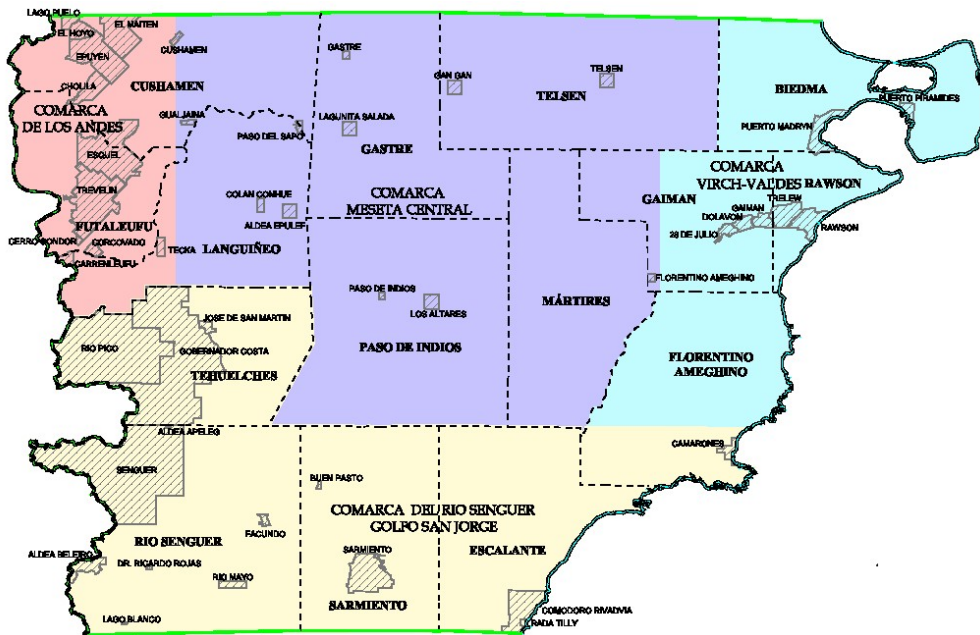 LAGO PUELO
EL MAITEN
EL HOYO
CUSHAMEN
EPUYEN
GASTRE
GAN GAN
TELSEN
CHOLILA
CUSHAMEN
TELSEN
BIEDMA
PUERTO PIRAMIDES
COMARCA
DE LOS ANDES
GUALJAINA
PASO DEL SAPO
LAGUNITA SALADA
PUERTO MADRYN
GASTRE
ESQUEL
COMARCA
VIRCH-VALDES
RAWSON
TREVELIN
COLAN CONHUE
COMARCA
MESETA CENTRAL
GAIMAN
TRELEW
GAIMAN
DOLAVON
FUTALEUFU
ALDEA EPULEF
28 DE JULIO
RAWSON
CERRO CONDOR
CORCOVADO
TECKA
LANGUIÑEO
CARRENLEUFU
FLORENTINO AMEGHINO
PASO DE INDIOS
LOS ALTARES
MÁRTIRES
JOSE DE SAN MARTIN
RIO PICO
GOBERNADOR COSTA
PASO DE INDIOS
FLORENTINO
AMEGHINO
TEHUELCHES
ALDEA APELEG
CAMARONES
SENGUER
BUEN PASTO
COMARCA DEL RIO SENGUER
GOLFO SAN JORGE
FACUNDO
RIO SENGUER
SARMIENTO
ESCALANTE
ALDEA BELEIRO
DR. RICARDO ROJAS
RIO MAYO
SARMIENTO
COMODORO RIVADVIA
LAGO BLANCO
RADA TILLY